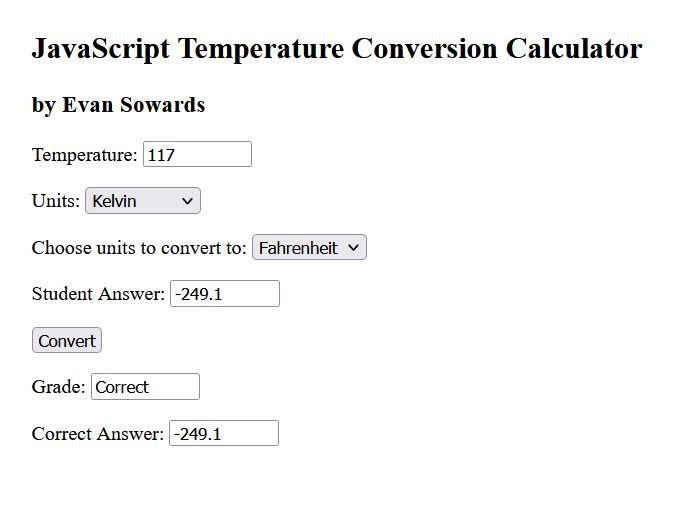 JavaScript Temperature Conversion Calculator
by Evan Sowards
Temperature: 117
Units: Kelvin
Choose units to convert to: Fahrenheit
Student Answer: -249.1
Convert
Grade: Correct
Correct Answer: -249.1